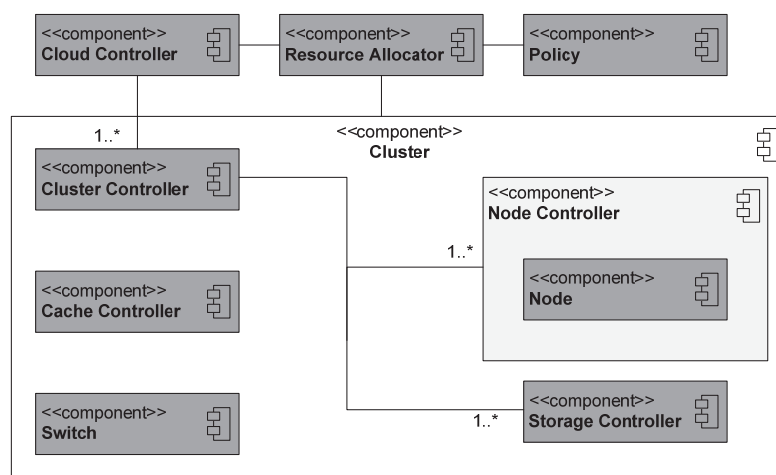 <<component>>
Cloud Controller
<<component>>
Resource Allocator
<<component>>
Policy
1..*
<<component>>
Cluster
<<component>>
Cluster Controller
<<component>>
Node Controller
1..*
<<component>>
Node
<<component>>
Cache Controller
<<component>>
Storage Controller
1..*
<<component>>
Switch